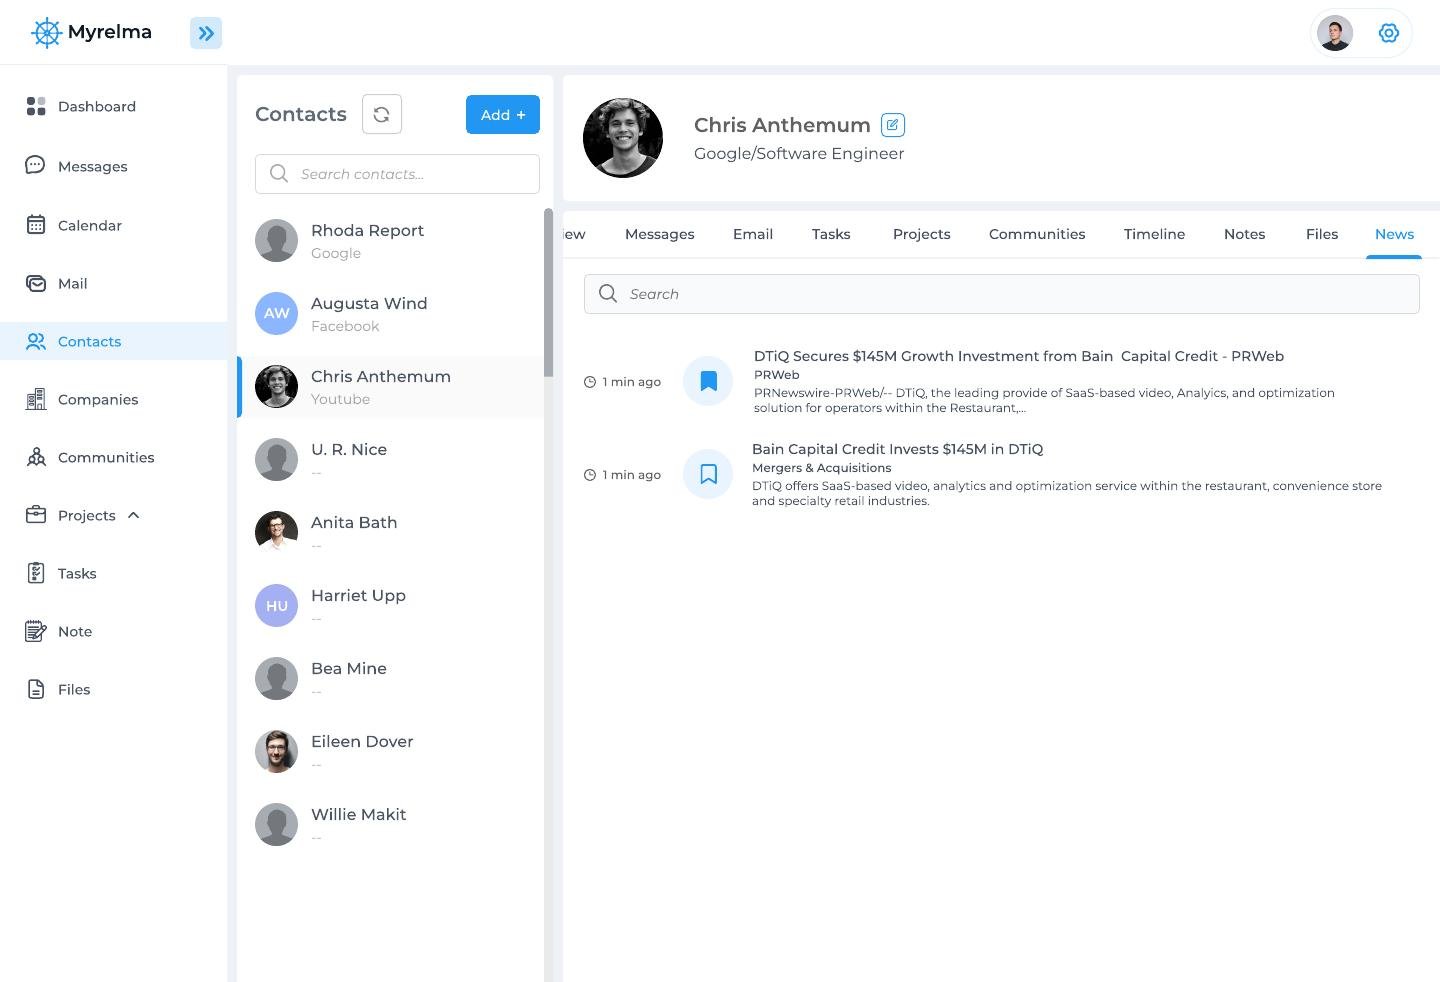 Myrelma
Dashboard
Messages
Calendar
Mail
Contacts
Companies
Communities
Projects
Tasks
Note
Files
Contacts
Add +
Search contacts...
Rhoda Report
Google
AW
Augusta Wind
Facebook
Chris Anthemum
Youtube
U. R. Nice
--
Anita Bath
--
HU
Harriet Upp
--
Bea Mine
--
Eileen Dover
--
Willie Makit
--
Chris Anthemum
Google/Software Engineer
iew Messages Email Tasks Projects Communities Timeline Notes Files News
Search
1 min ago
DTiQ Secures $145M Growth Investment from Bain  Capital Credit - PRWeb
PRWeb
PRNewswire-PRWeb/-- DTiQ, the leading provide of SaaS-based video, Analyics, and optimization
solution for operators within the Restaurant,...
1 min ago
Bain Capital Credit Invests $145M in DTiQ
Mergers & Acquisitions
DTiQ offers SaaS-based video, analytics and optimization service within the restaurant, convenience store
and specialty retail industries.